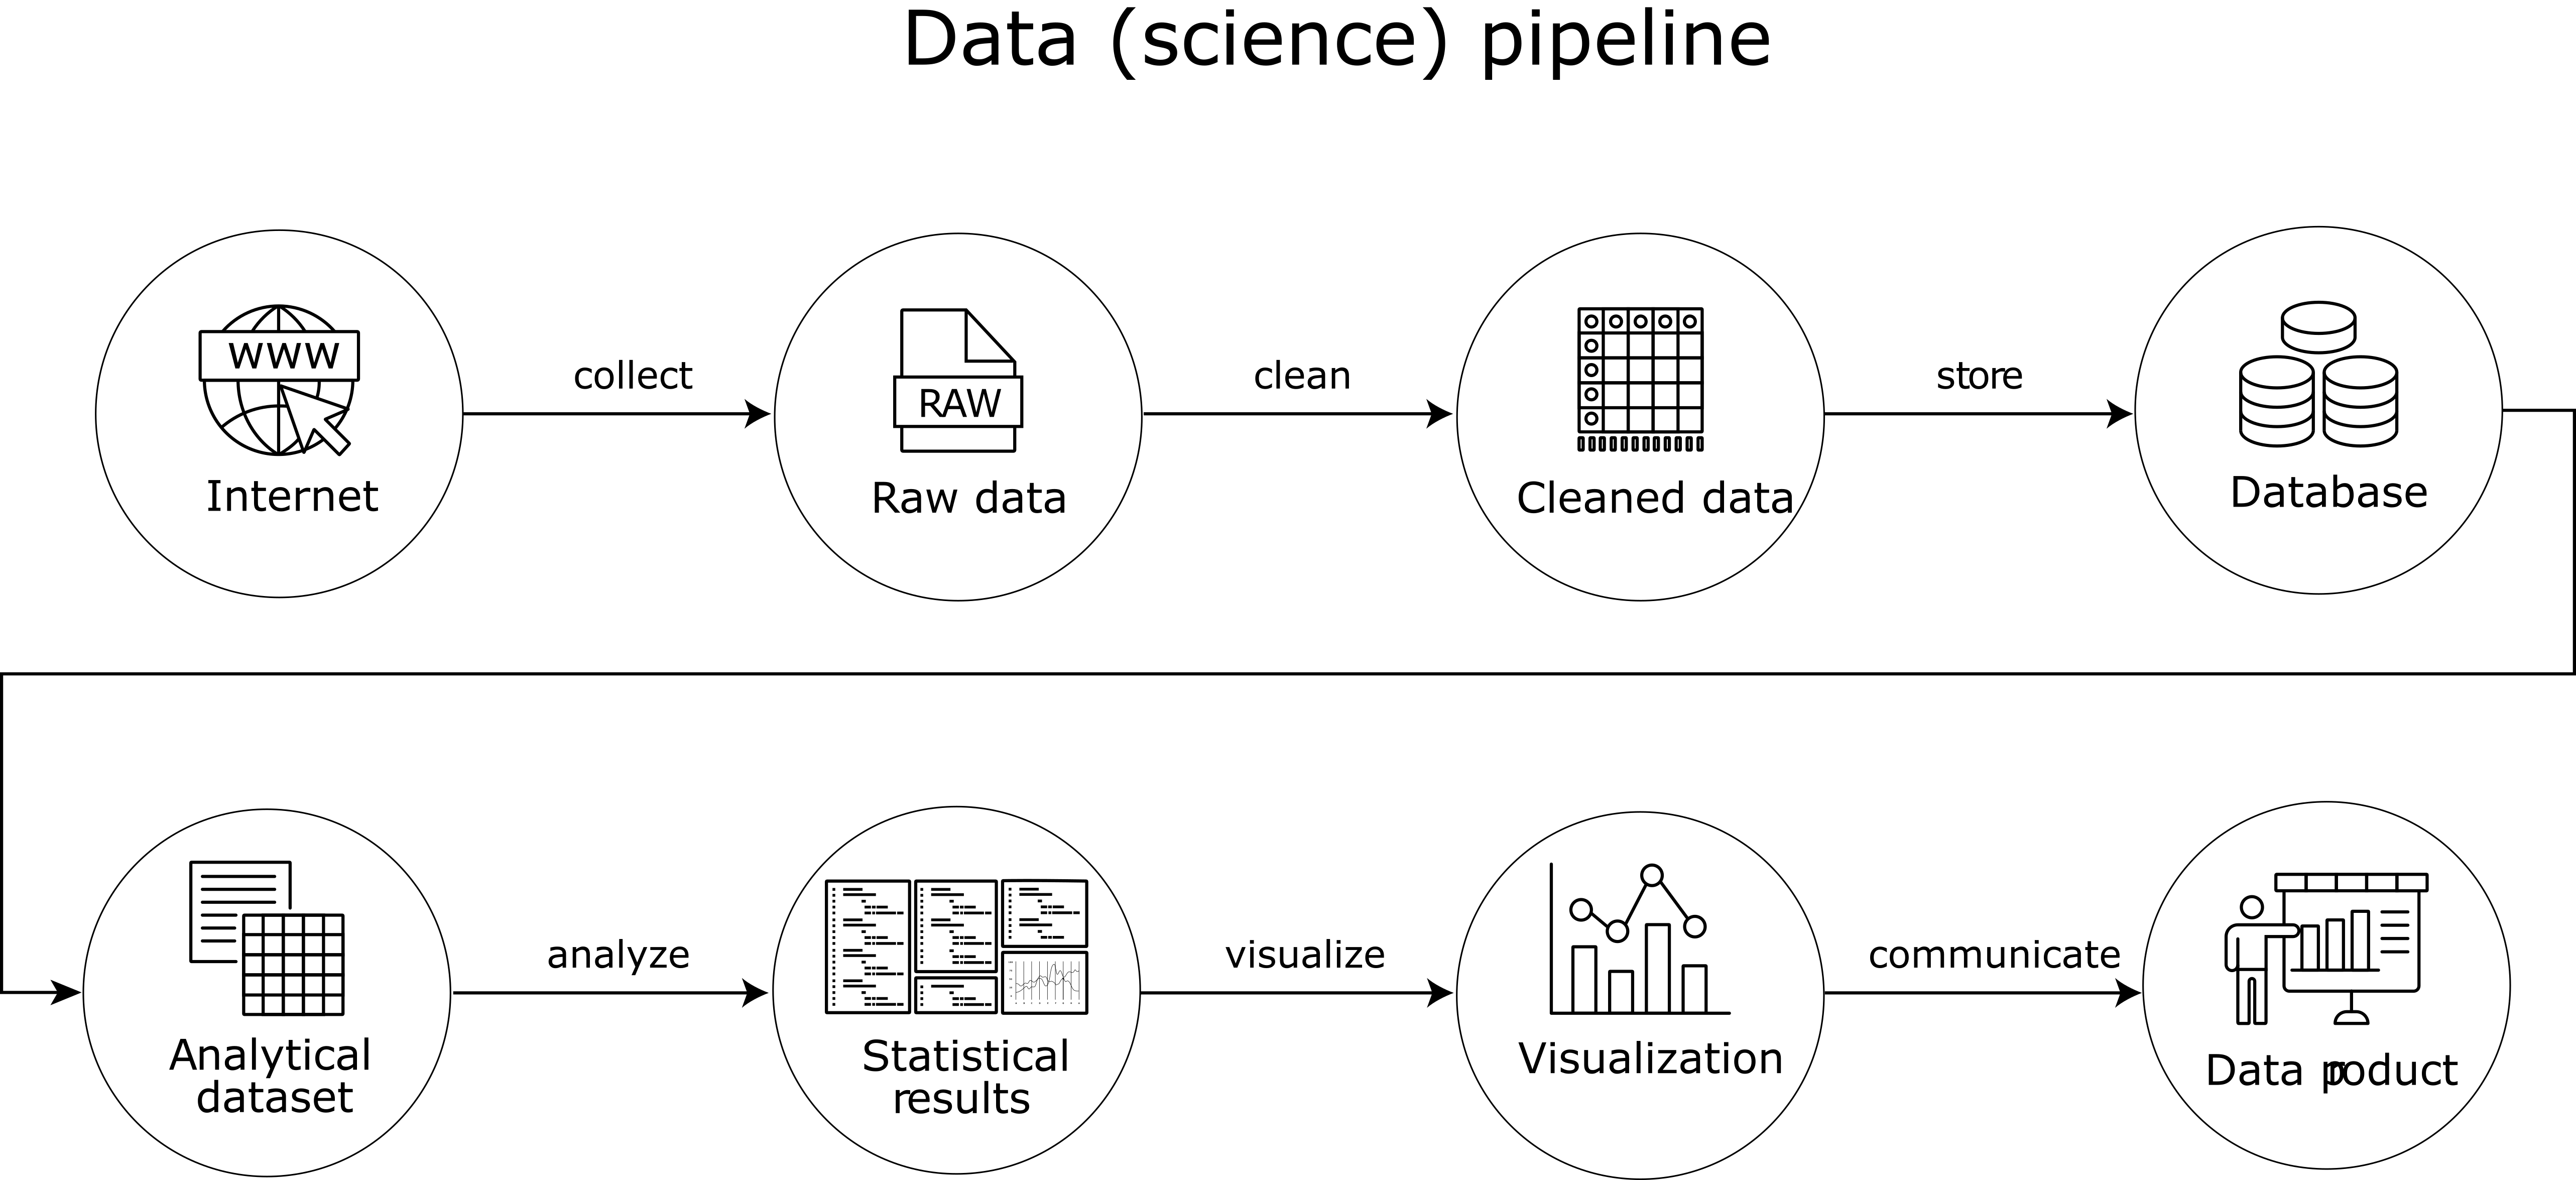 Data (science) pipeline
WWW
Internet
collect
RAW
Raw data
clean
Cleaned data
store
Database
Analytical
dataset
analyze
Statistical
results
visualize
Visualization
communicate
Data product